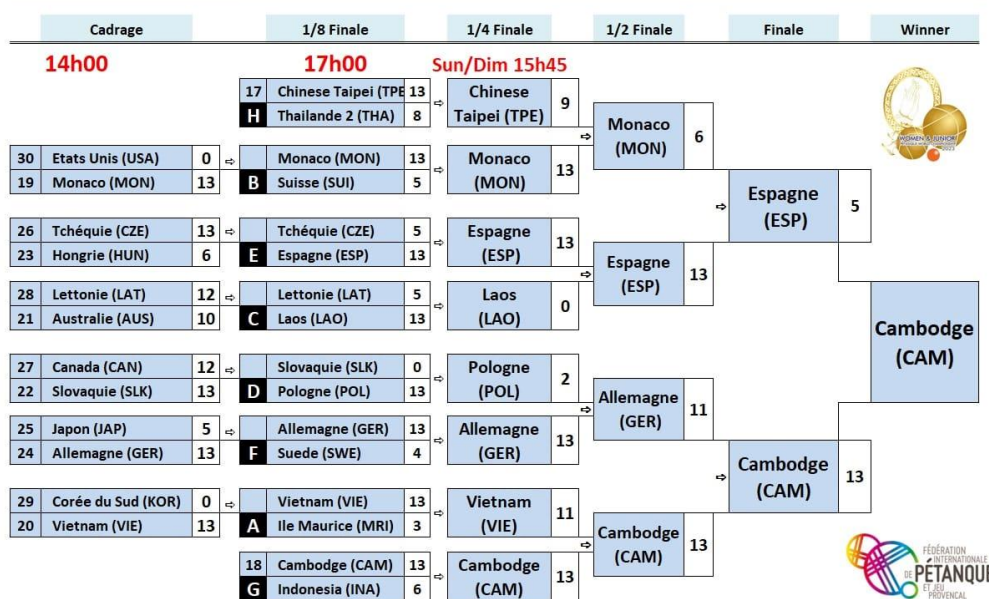 Cadrage 1/8 Finale 1/4 Finale 1/2 Finale Finale Winner
14h00 17h00 Sun/Dim 15h45
17 Chinese Taipei (TPE 13
H Thailande 2 (THA) 8
Chinese
Taipei (TPE) 9
Monaco
(MON) 6
30 Etats Unis (USA) 0
19 Monaco (MON) 13
Monaco (MON) 13
B Suisse (SUI) 5
Monaco
(MON) 13
WOMEN & JUNIOR
2023
Espagne
(ESP) 5
26 Tchéquie (CZE) 13
23 Hongrie (HUN) 6
Tchéquie (CZE) 5
E Espagne (ESP) 13
Espagne
(ESP) 13
Espagne
(ESP) 13
28 Lettonie (LAT) 12
21 Australie (AUS) 10
Lettonie (LAT) 5
C Laos (LAO) 13
Laos
(LAO) 0
Cambodge
(CAM)
27 Canada (CAN) 12
22 Slovaquie (SLK) 13
Slovaquie (SLK) 0
D Pologne (POL) 13
Pologne
(POL) 2
Allemagne
(GER) 11
25 Japon (JAP) 5
24 Allemagne (GER) 13
Allemagne (GER) 13
F Suede (SWE) 4
Allemagne
(GER) 13
Cambodge
(CAM) 13
29 Corée du Sud (KOR) 0
20 Vietnam (VIE) 13
Vietnam (VIE) 13
A Ile Maurice (MRI) 3
Vietnam
(VIE) 11
Cambodge
(CAM) 13
18 Cambodge (CAM) 13
G Indonesia (INA) 6
Cambodge
(CAM) 13
FÉDÉRATION
INTERNATIONALE
DE PÉTANQUE
ET JEU
PROVENÇAL